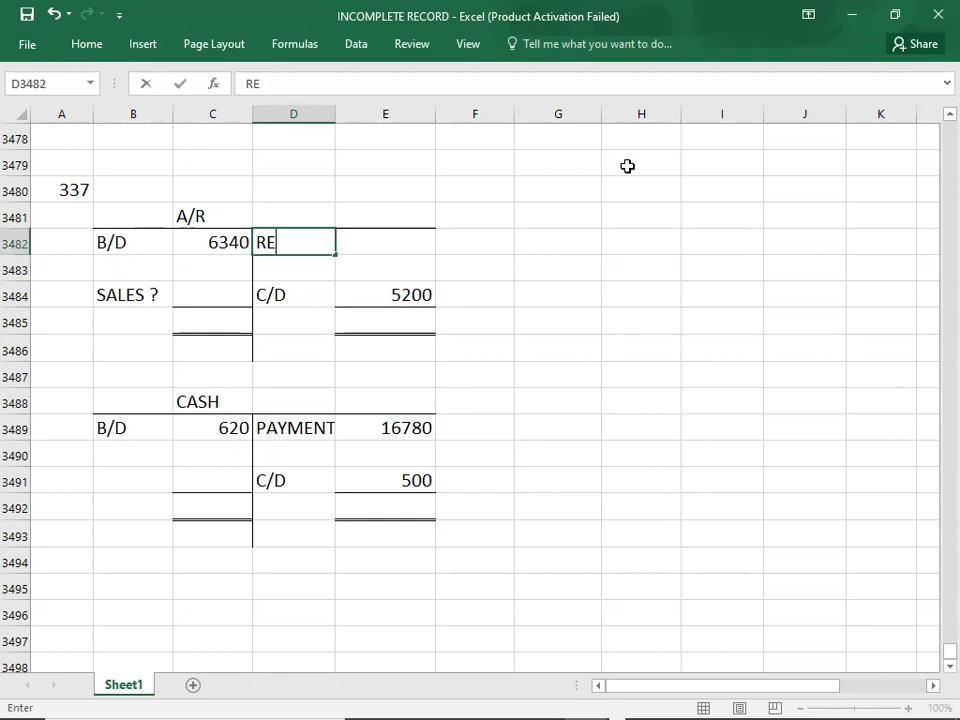 INCOMPLETE RECORD - Excel (Product Activation Failed)
File Home Insert Page Layout Formulas Data Review View Tell me what you want to do... Share
D3482 fx RE
A B C D E F G H I J K
3478
3479
3480 337
3481 A/R
3482 B/D 6340 RE
3483
3484 SALES ? C/D 5200
3485
3486
3487
3488 CASH
3489 B/D 620 PAYMENT 16780
3490
3491 C/D 500
3492
3493
3494
3495
3496
3497
3498
Sheet1
Enter 100%